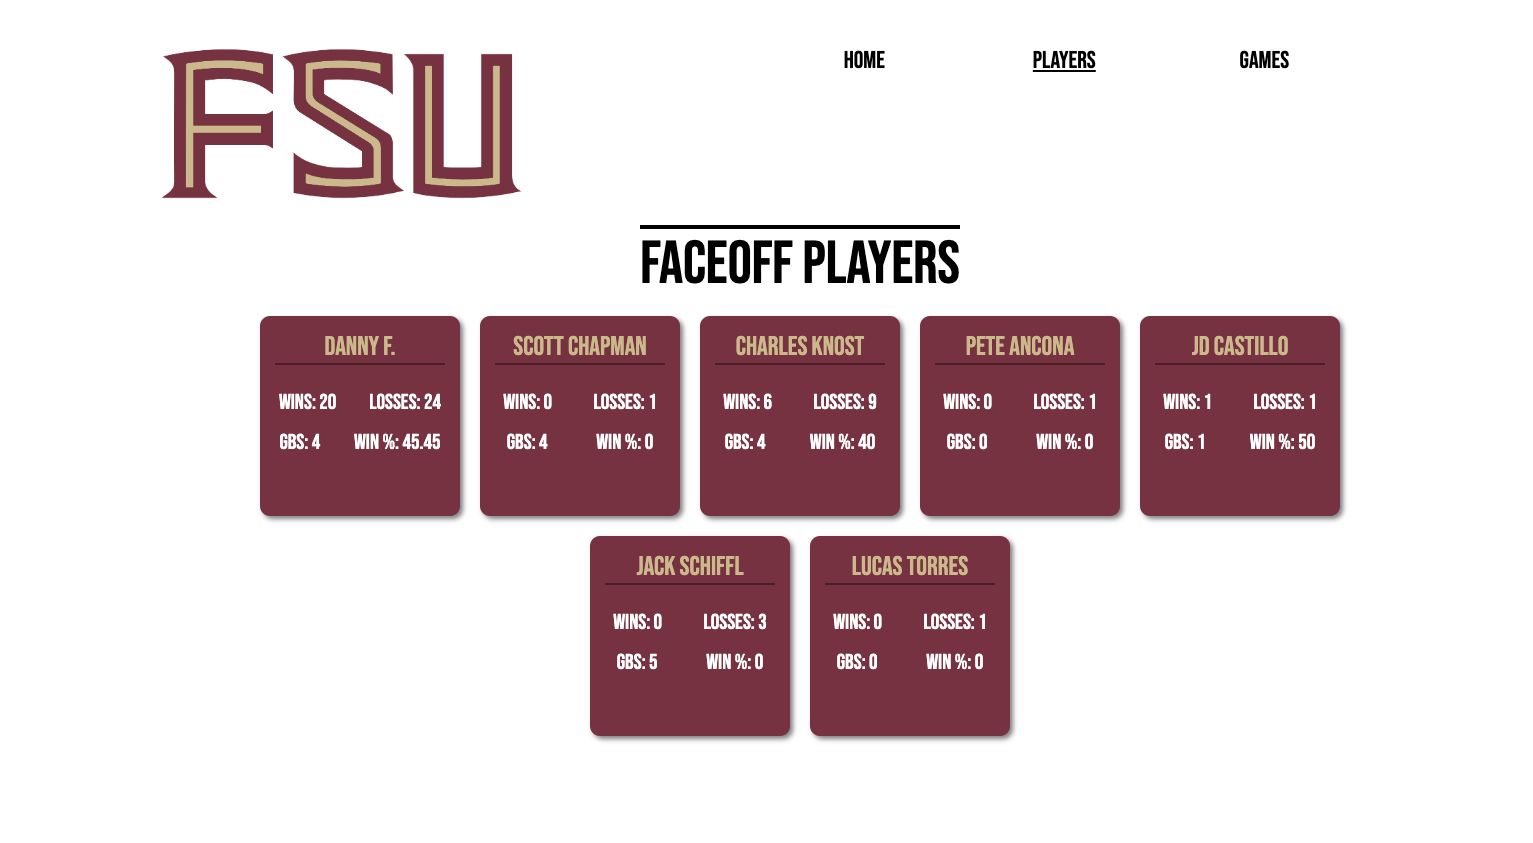 FSU
HOME PLAYERS GAMES
FACEOFF PLAYERS
DANNY F.
WINS: 20 LOSSES: 24
GBS: 4 WIN %: 45.45
SCOTT CHAPMAN
WINS: 0 LOSSES: 1
GBS: 4 WIN %: 0
CHARLES KNOST
WINS: 6 LOSSES: 9
GBS: 4 WIN %: 40
PETE ANCONA
WINS: 0 LOSSES: 1
GBS: 0 WIN %: 0
JD CASTILLO
WINS: 1 LOSSES: 1
GBS: 1 WIN %: 50
JACK SCHIFFL
WINS: 0 LOSSES: 3
GBS: 5 WIN %: 0
LUCAS TORRES
WINS: 0 LOSSES: 1
GBS: 0 WIN %: 0